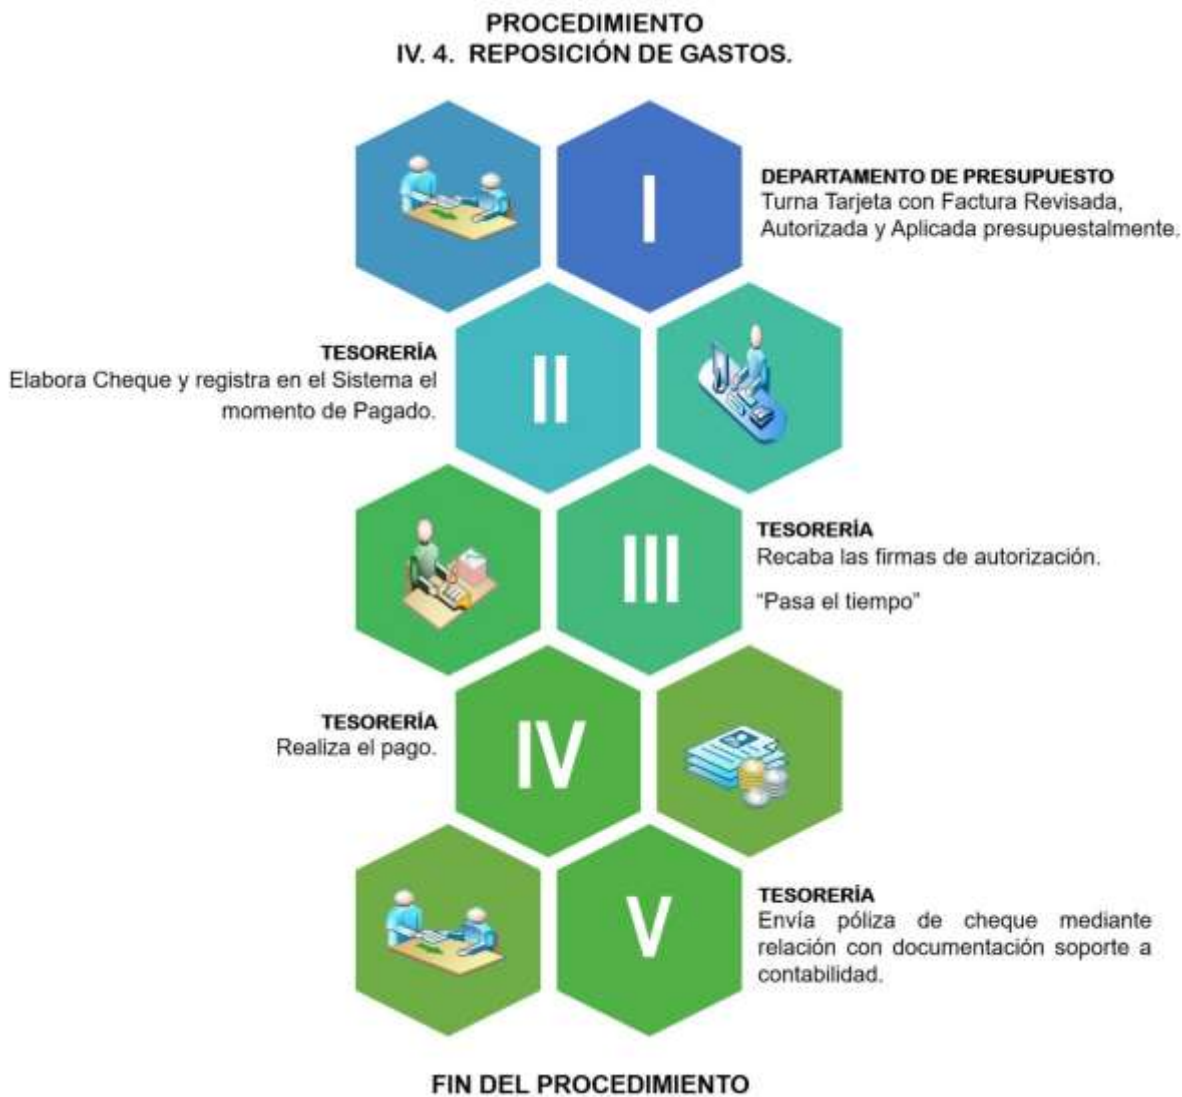 PROCEDIMIENTO
IV. 4. REPOSICIÓN DE GASTOS.
I
DEPARTAMENTO DE PRESUPUESTO
Turna Tarjeta con Factura Revisada,
Autorizada y Aplicada presupuestalmente.
TESORERÍA
Elabora Cheque y registra en el Sistema el
momento de Pagado.
II
III
TESORERÍA
Recaba las firmas de autorización.
“Pasa el tiempo”
TESORERÍA
Realiza el pago.
IV
V
TESORERÍA
Envía póliza de cheque mediante
relación con documentación soporte a
contabilidad.
FIN DEL PROCEDIMIENTO